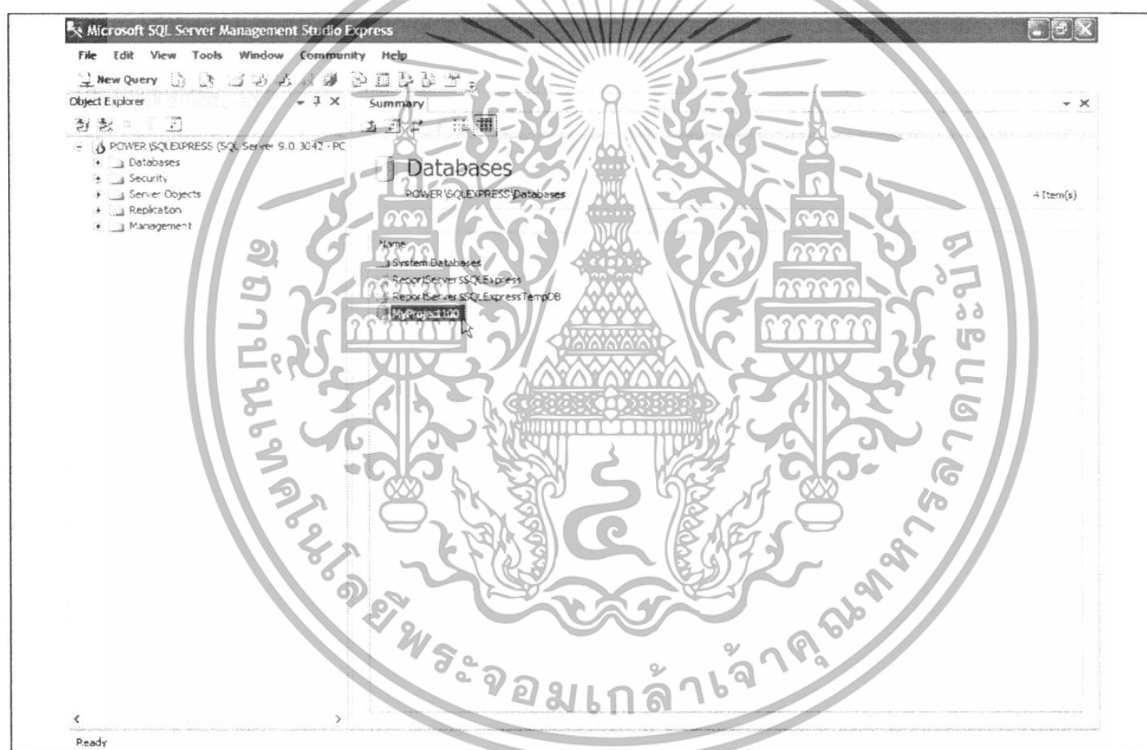 Microsoft SQL Server Management Studio Express
File Edit View Tools Window Community Help
New Query
Object Explorer
Summary
POWER\SQLEXPRESS (SQL Server 9.0.3042 - PC
Databases
Security
Server Objects
Replication
Management
Databases
POWER\SQLEXPRESS\Databases
4 Item(s)
Name
System Databases
ReportServer$SQLExpress
ReportServer$SQLExpressTempDB
MyProject100
Ready
สถาบันเทคโนโลยีพระจอมเกล้าเจ้าคุณทหารลาดกระบัง